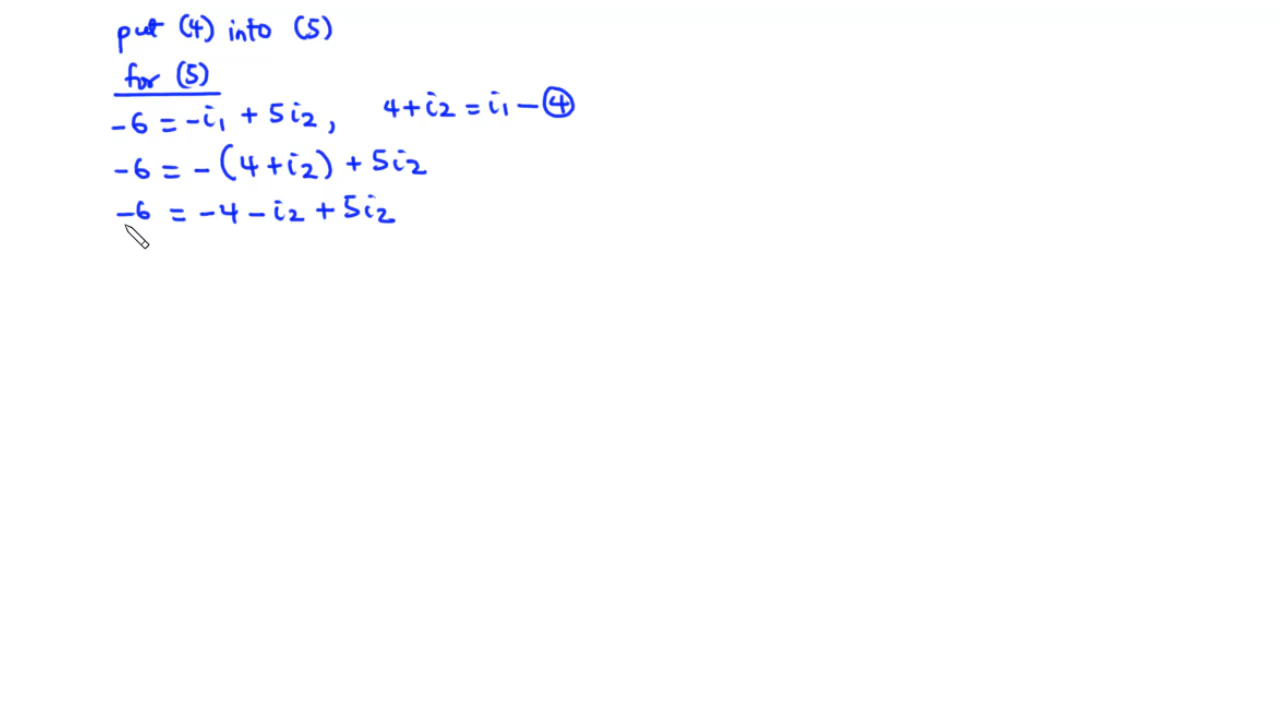 put (4) into (5)
for (5)
-6 = -i₁ + 5i₂, 4+i₂ = i₁ - ④
-6 = -(4+i₂) + 5i₂
-6 = -4 - i₂ + 5i₂